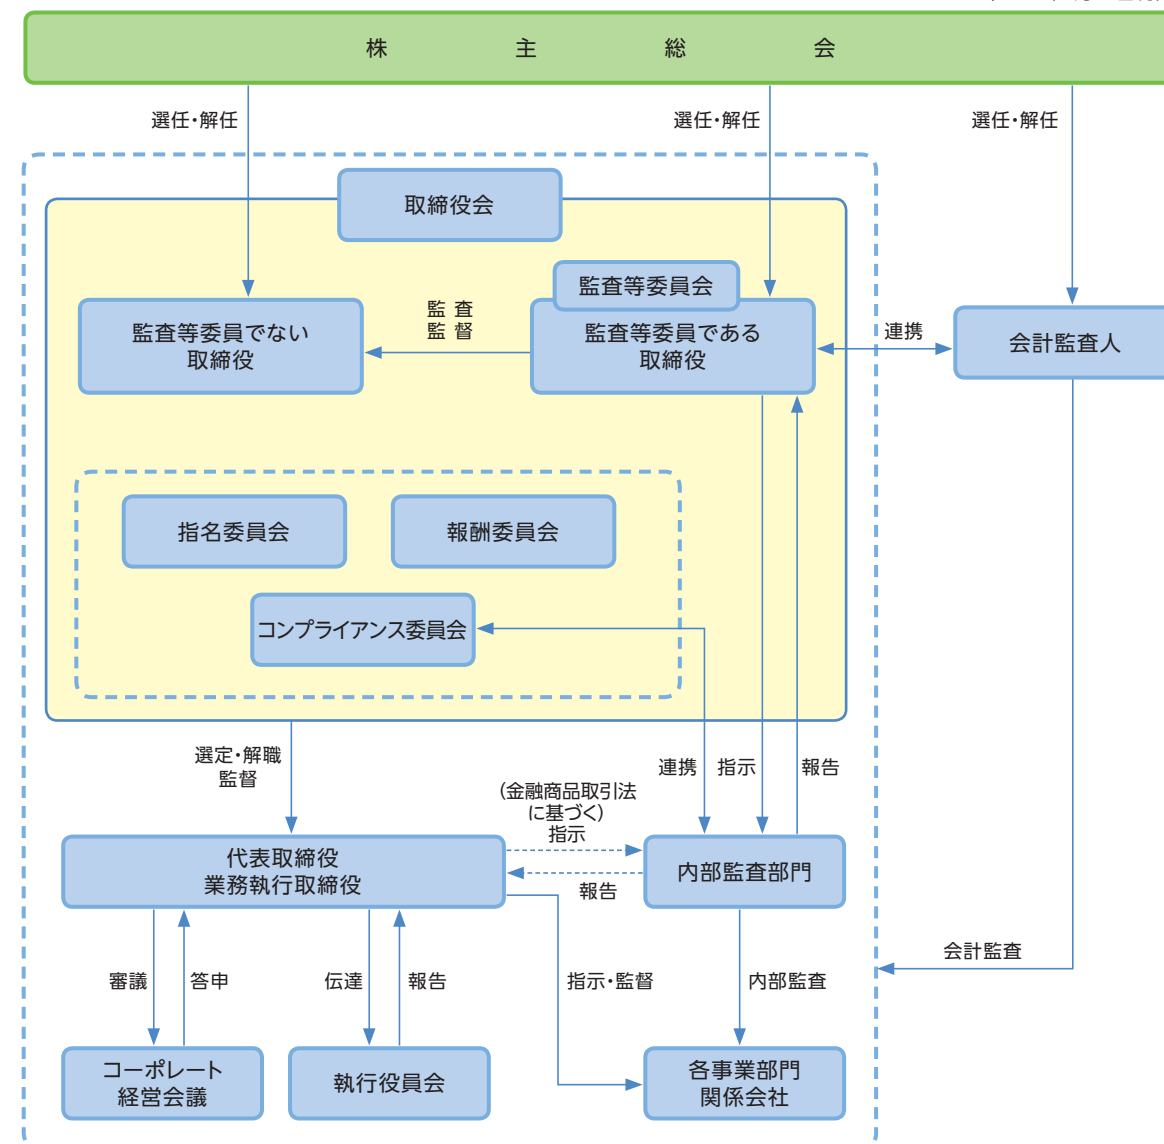 株主総会
選任・解任
選任・解任
選任・解任
取締役会
監査等委員会
監査等委員でない
取締役
監査
監督
監査等委員である
取締役
連携
会計監査人
指名委員会
報酬委員会
コンプライアンス委員会
選定・解職
監督
連携
指示
報告
(金融商品取引法
に基づく)
指示
代表取締役
業務執行取締役
報告
内部監査部門
会計監査
審議
答申
伝達
報告
指示・監督
内部監査
コーポレート
経営会議
執行役員会
各事業部門
関係会社